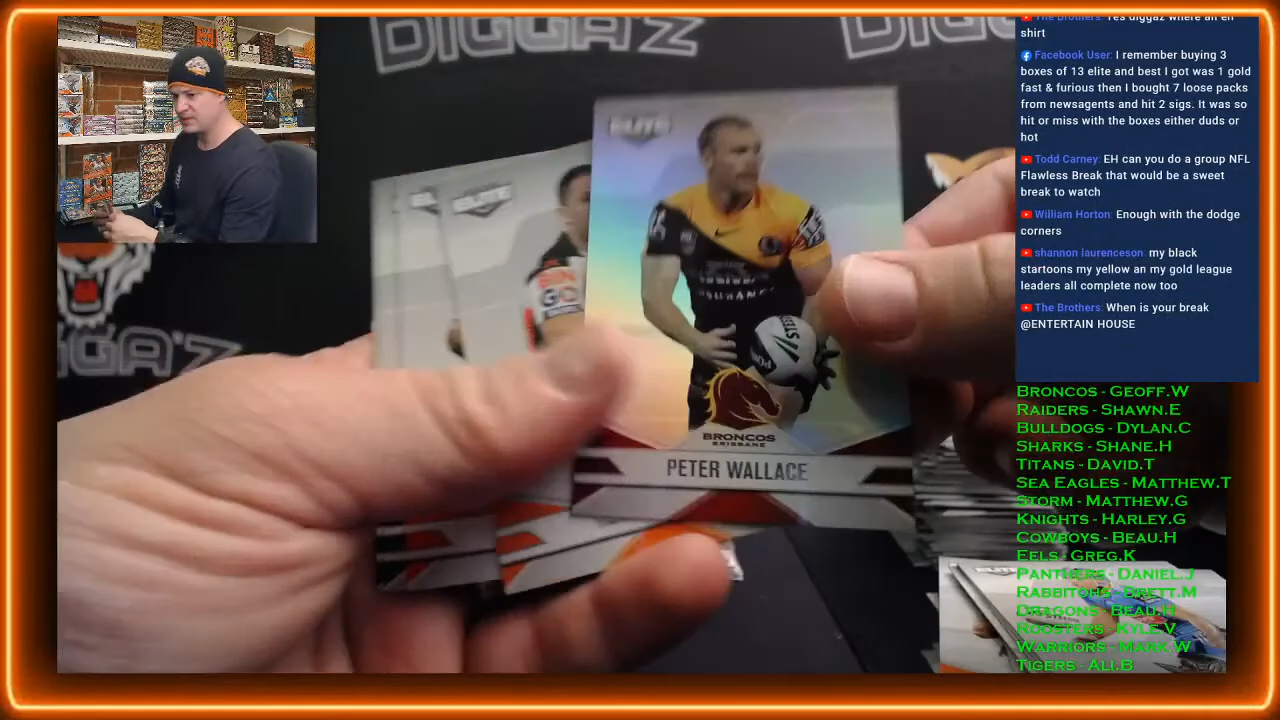 DIGGAZ
ELITE
ELITE
BRONCOS
BRISBANE
PETER WALLACE
The Brothers: Yes diggaz where an eh
shirt
Facebook User: I remember buying 3
boxes of 13 elite and best I got was 1 gold
fast & furious then I bought 7 loose packs
from newsagents and hit 2 sigs. It was so
hit or miss with the boxes either duds or
hot
Todd Carney: EH can you do a group NFL
Flawless Break that would be a sweet
break to watch
William Horton: Enough with the dodge
corners
shannon laurenceson: my black
startoons my yellow an my gold league
leaders all complete now too
The Brothers: When is your break
@ENTERTAIN HOUSE
BRONCOS - GEOFF.W
RAIDERS - SHAWN.E
BULLDOGS - DYLAN.C
SHARKS - SHANE.H
TITANS - DAVID.T
SEA EAGLES - MATTHEW.T
STORM - MATTHEW.G
KNIGHTS - HARLEY.G
COWBOYS - BEAU.H
EELS - GREG.K
PANTHERS - DANIEL.J
RABBITOHS - BRETT.M
DRAGONS - BEAU.H
ROOSTERS - KYLE.V
WARRIORS - MARK.W
TIGERS - ALI.B